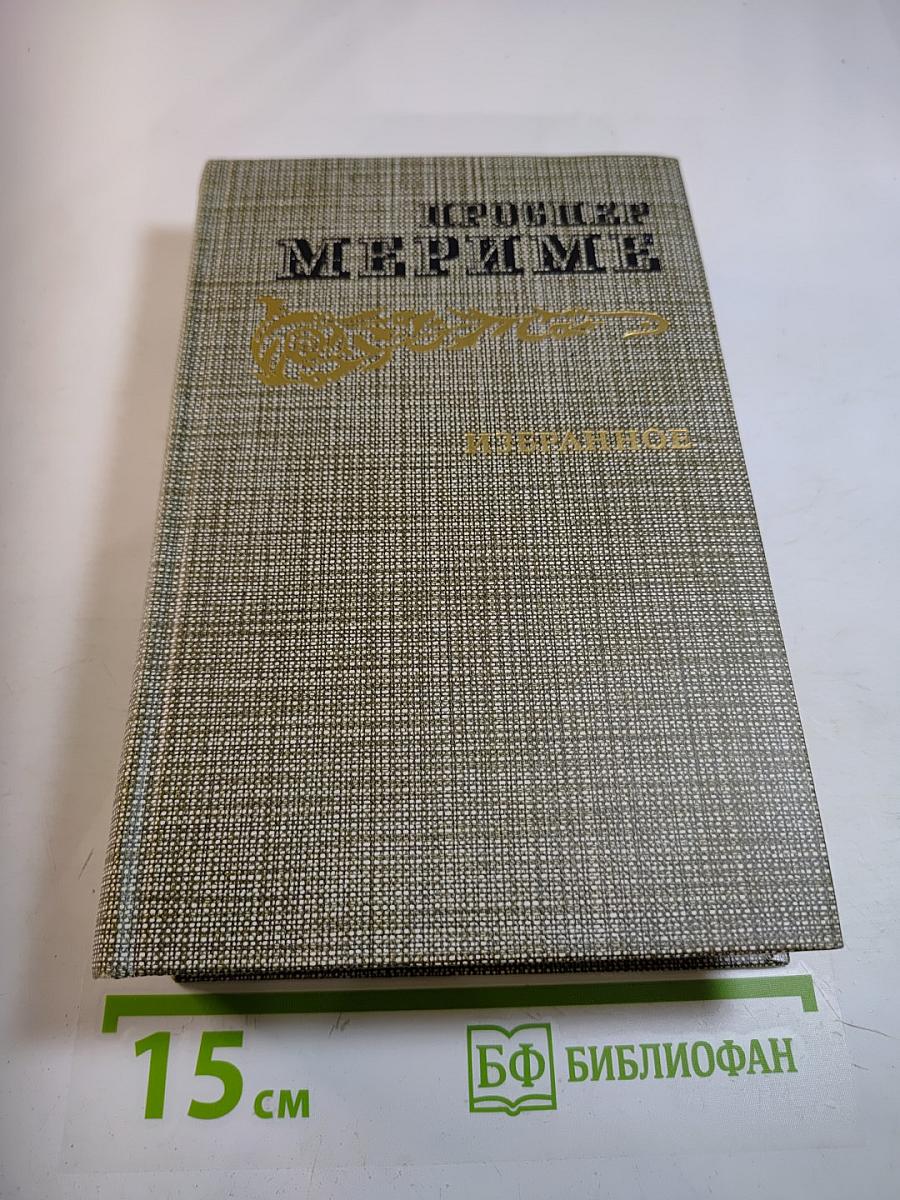 ПРОСПЕР
МЕРИМЕ
ИЗБРАННОЕ
15 см
БФ БИБЛИОФАН